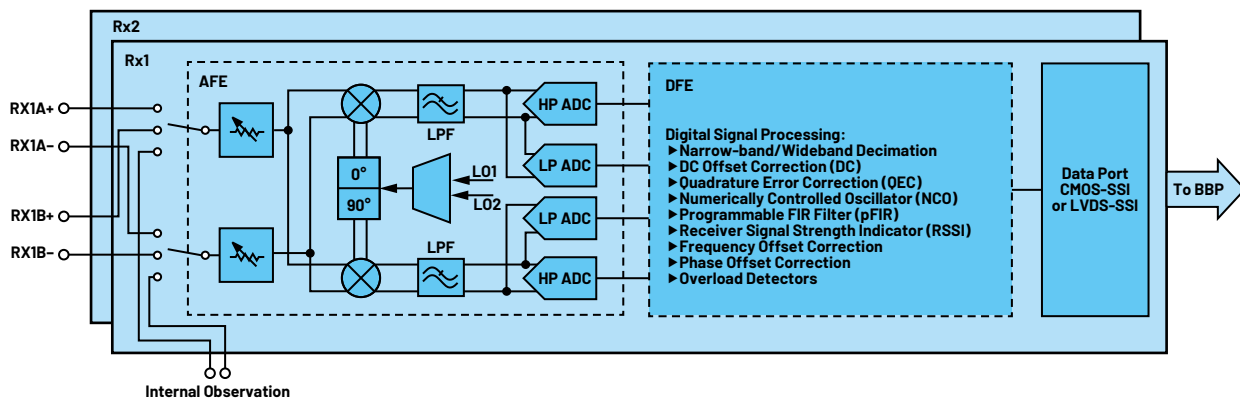 Rx2
Rx1
AFE
RX1A+
RX1A−
RX1B+
RX1B−
LPF
0°
90°
LO1
LO2
LPF
HP ADC
LP ADC
LP ADC
HP ADC
DFE
Digital Signal Processing:
▶Narrow-band/Wideband Decimation
▶DC Offset Correction (DC)
▶Quadrature Error Correction (QEC)
▶Numerically Controlled Oscillator (NCO)
▶Programmable FIR Filter (pFIR)
▶Receiver Signal Strength Indicator (RSSI)
▶Frequency Offset Correction
▶Phase Offset Correction
▶Overload Detectors
Data Port
CMOS-SSI
or LVDS-SSI
To BBP
Internal Observation